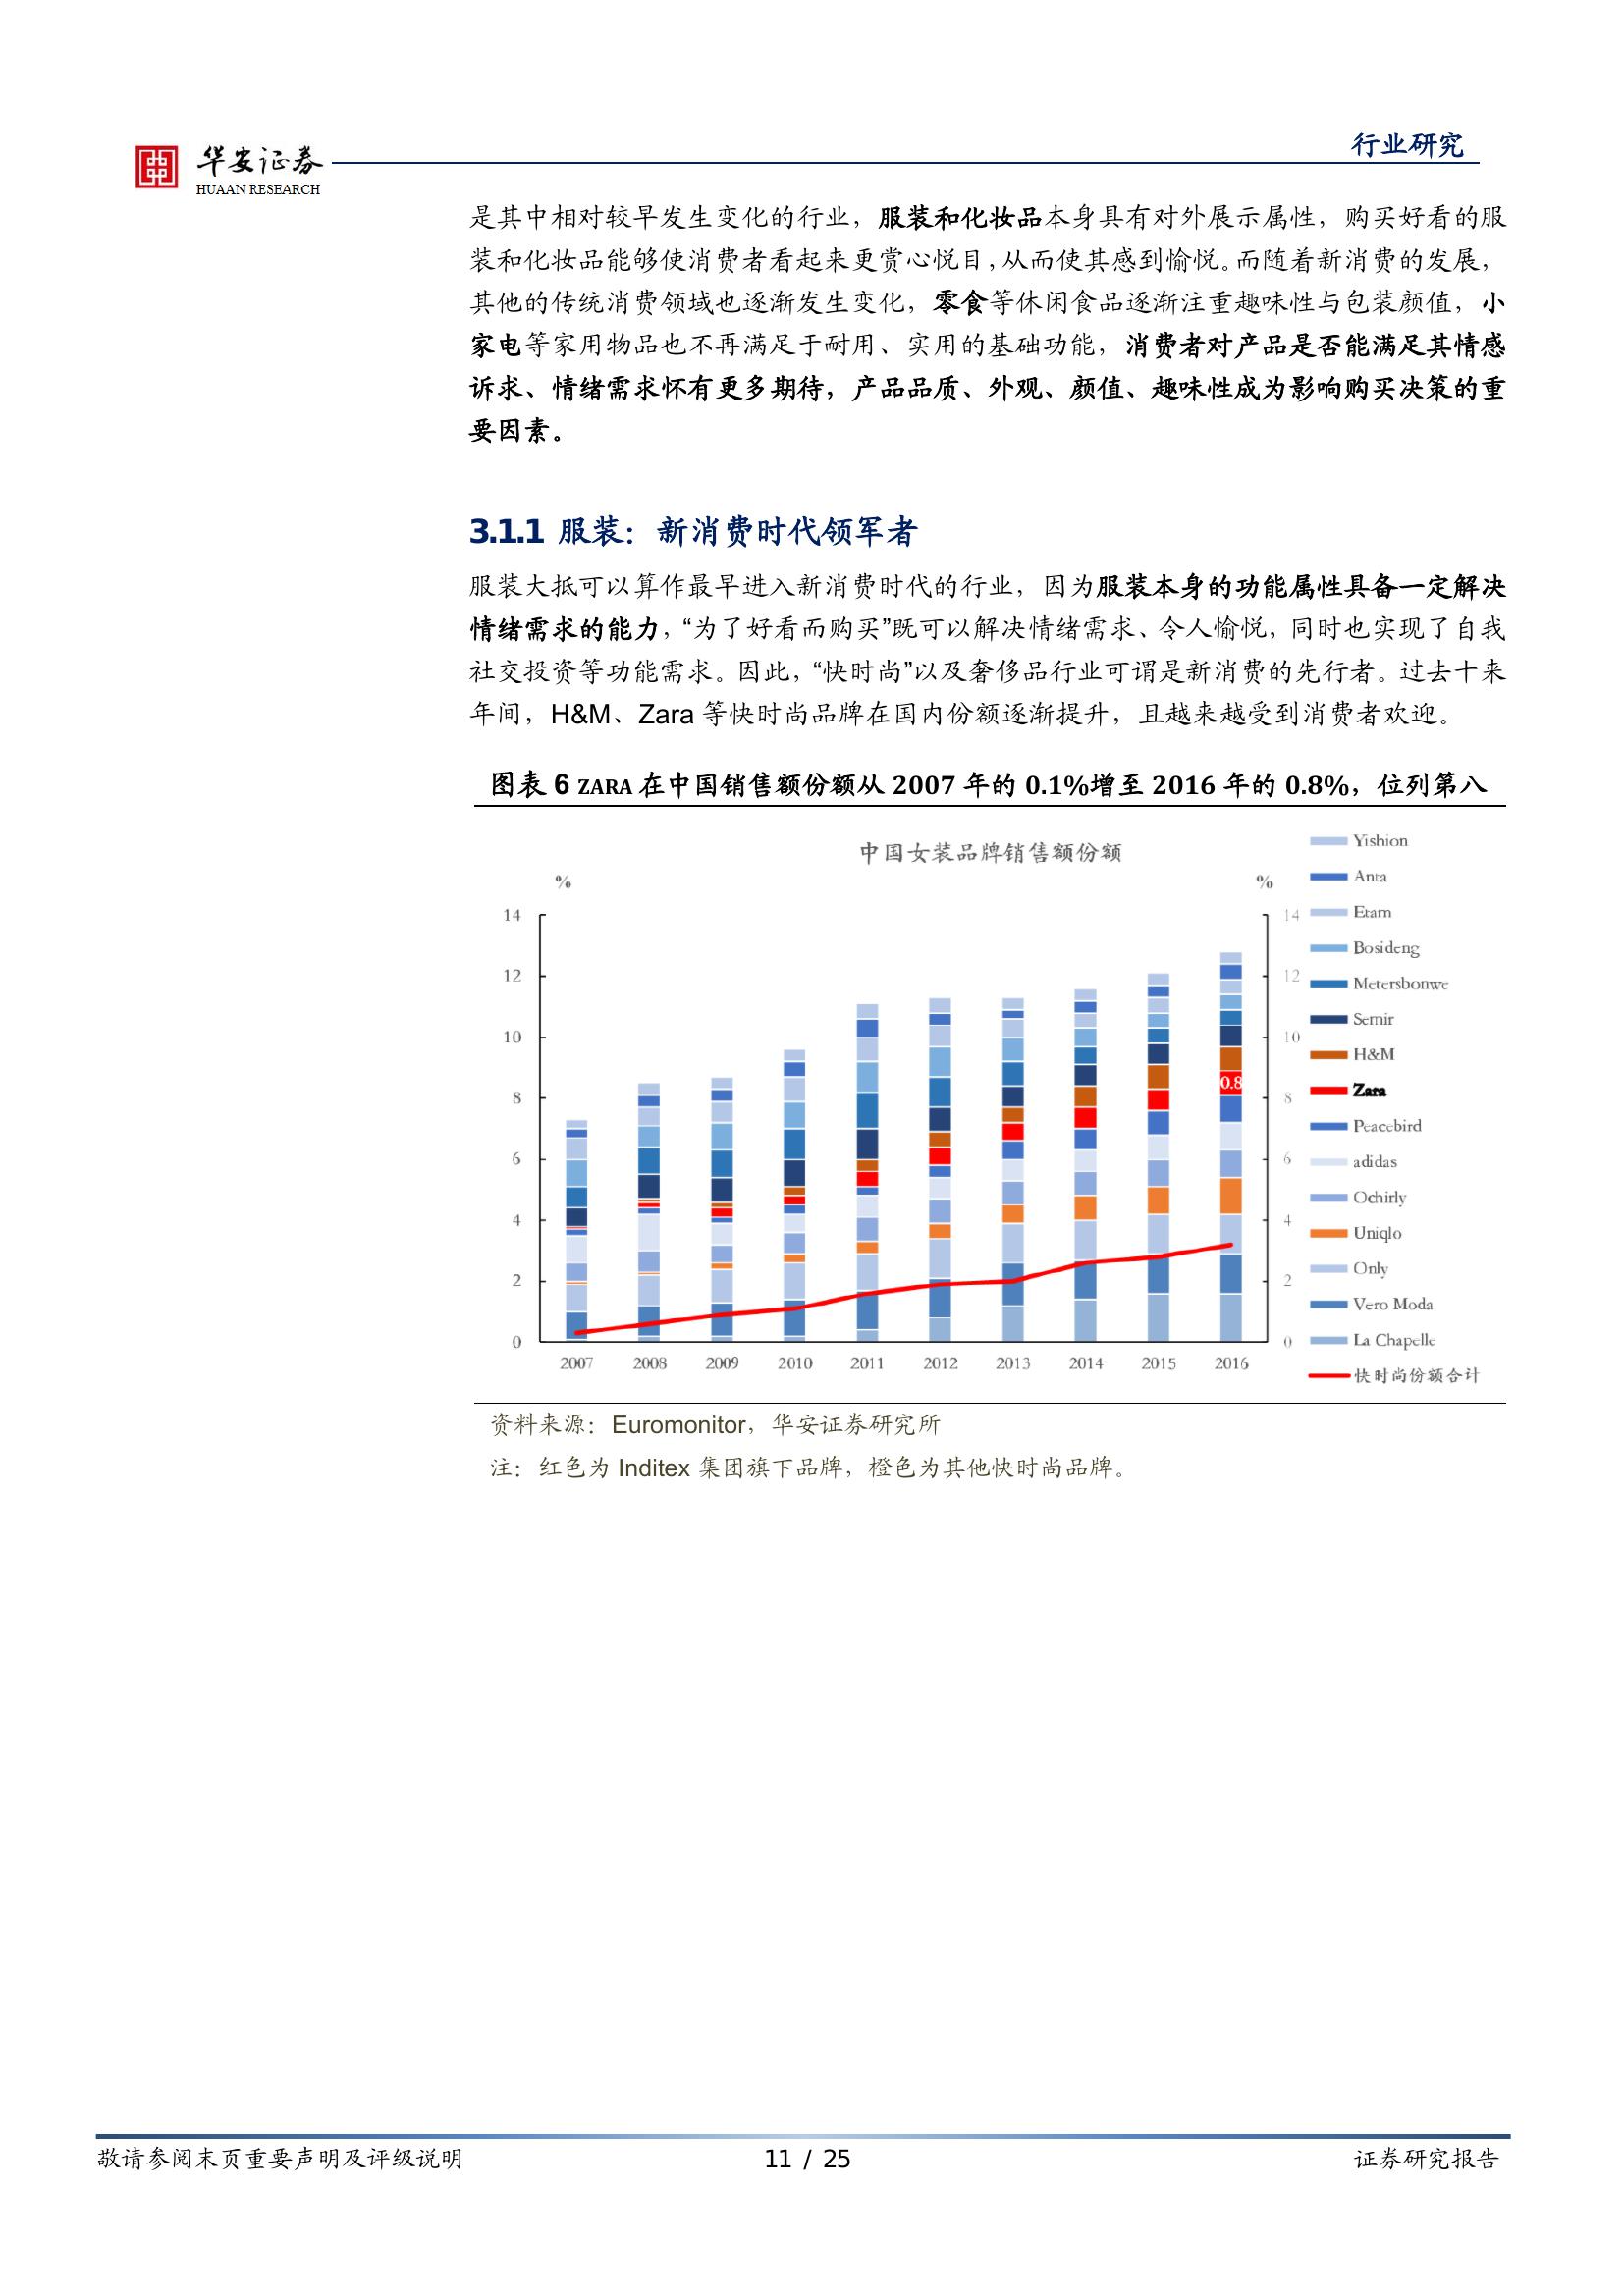 华安证券
HUAAN RESEARCH
行业研究
是其中相对较早发生变化的行业，服装和化妆品本身具有对外展示属性，购买好看的服
装和化妆品能够使消费者看起来更赏心悦目，从而使其感到愉悦。而随着新消费的发展，
其他的传统消费领域也逐渐发生变化，零食等休闲食品逐渐注重趣味性与包装颜值，小
家电等家用物品也不再满足于耐用、实用的基础功能，消费者对产品是否能满足其情感
诉求、情绪需求怀有更多期待，产品品质、外观、颜值、趣味性成为影响购买决策的重
要因素。
3.1.1 服装：新消费时代领军者
服装大抵可以算作最早进入新消费时代的行业，因为服装本身的功能属性具备一定解决
情绪需求的能力，“为了好看而购买”既可以解决情绪需求、令人愉悦，同时也实现了自我
社交投资等功能需求。因此，“快时尚”以及奢侈品行业可谓是新消费的先行者。过去十来
年间，H&M、Zara 等快时尚品牌在国内份额逐渐提升，且越来越受到消费者欢迎。
图表 6 ZARA 在中国销售额份额从 2007 年的 0.1%增至 2016 年的 0.8%，位列第八
中国女装品牌销售额份额
%
%
14
12
10
8
6
4
2
0
14
12
10
8
6
4
2
0
0.8
2007 2008 2009 2010 2011 2012 2013 2014 2015 2016
Yishion
Anta
Etam
Bosideng
Metersbonwe
Semir
H&M
Zara
Peacebird
adidas
Ochirly
Uniqlo
Only
Vero Moda
La Chapelle
快时尚份额合计
资料来源：Euromonitor，华安证券研究所
注：红色为 Inditex 集团旗下品牌，橙色为其他快时尚品牌。
敬请参阅末页重要声明及评级说明
11 / 25
证券研究报告